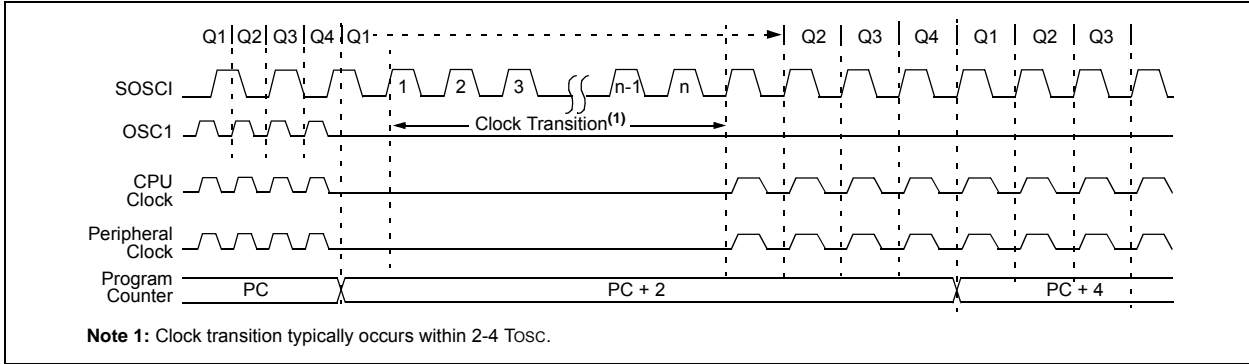 Q1 Q2 Q3 Q4 Q1 Q2 Q3 Q4 Q1 Q2 Q3
SOSCI 1 2 3 n-1 n
Clock Transition(1)
OSC1
CPU
Clock
Peripheral
Clock
Program
Counter
PC PC + 2 PC + 4
Note 1: Clock transition typically occurs within 2-4 TOSC.